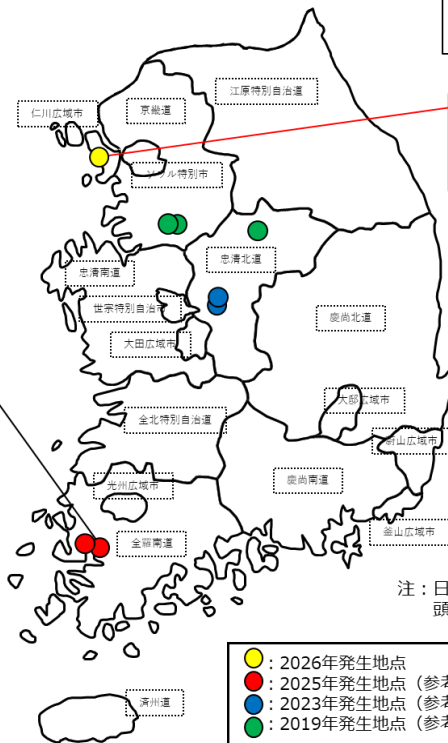 江原特別自治道
京畿道
仁川広域市
ソウル特別市
忠清北道
忠清南道
世宗特別自治市
慶尚北道
大田広域市
大邱広域市
全北特別自治道
蔚山広域市
慶尚南道
光州広域市
釜山広域市
全羅南道
注：日
頭
：2026年発生地点
：2025年発生地点（参考
：2023年発生地点（参考
：2019年発生地点（参考
済州道